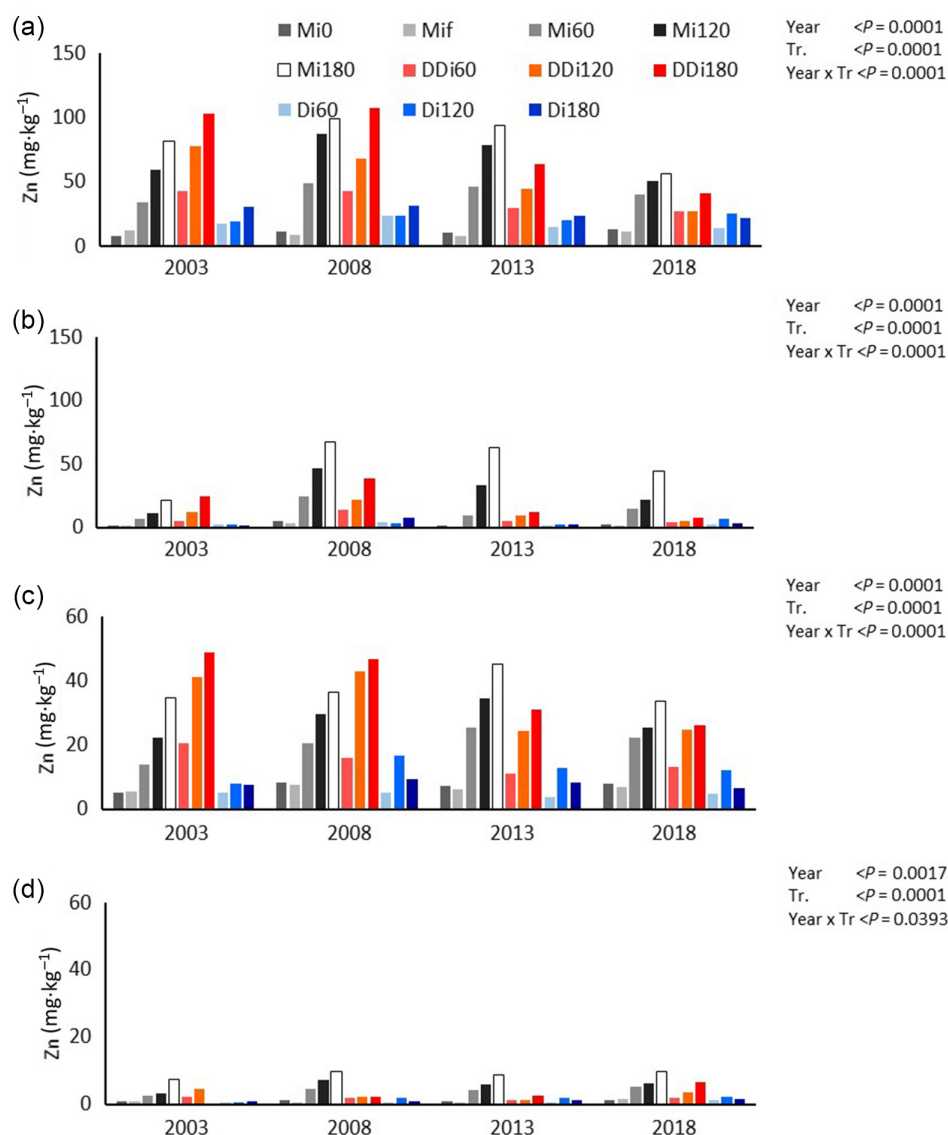 (a)
Mi0 Mif Mi60 Mi120
Mi180 DDi60 DDi120 DDi180
Di60 Di120 Di180
Year <P = 0.0001
Tr. <P = 0.0001
Year x Tr <P = 0.0001
Zn (mg·kg⁻¹)
150
100
50
0
2003 2008 2013 2018
(b)
Year <P = 0.0001
Tr. <P = 0.0001
Year x Tr <P = 0.0001
Zn (mg·kg⁻¹)
150
100
50
0
2003 2008 2013 2018
(c)
Year <P = 0.0001
Tr. <P = 0.0001
Year x Tr <P = 0.0001
Zn (mg·kg⁻¹)
60
40
20
0
2003 2008 2013 2018
(d)
Year <P = 0.0017
Tr. <P = 0.0001
Year x Tr <P = 0.0393
Zn (mg·kg⁻¹)
60
40
20
0
2003 2008 2013 2018